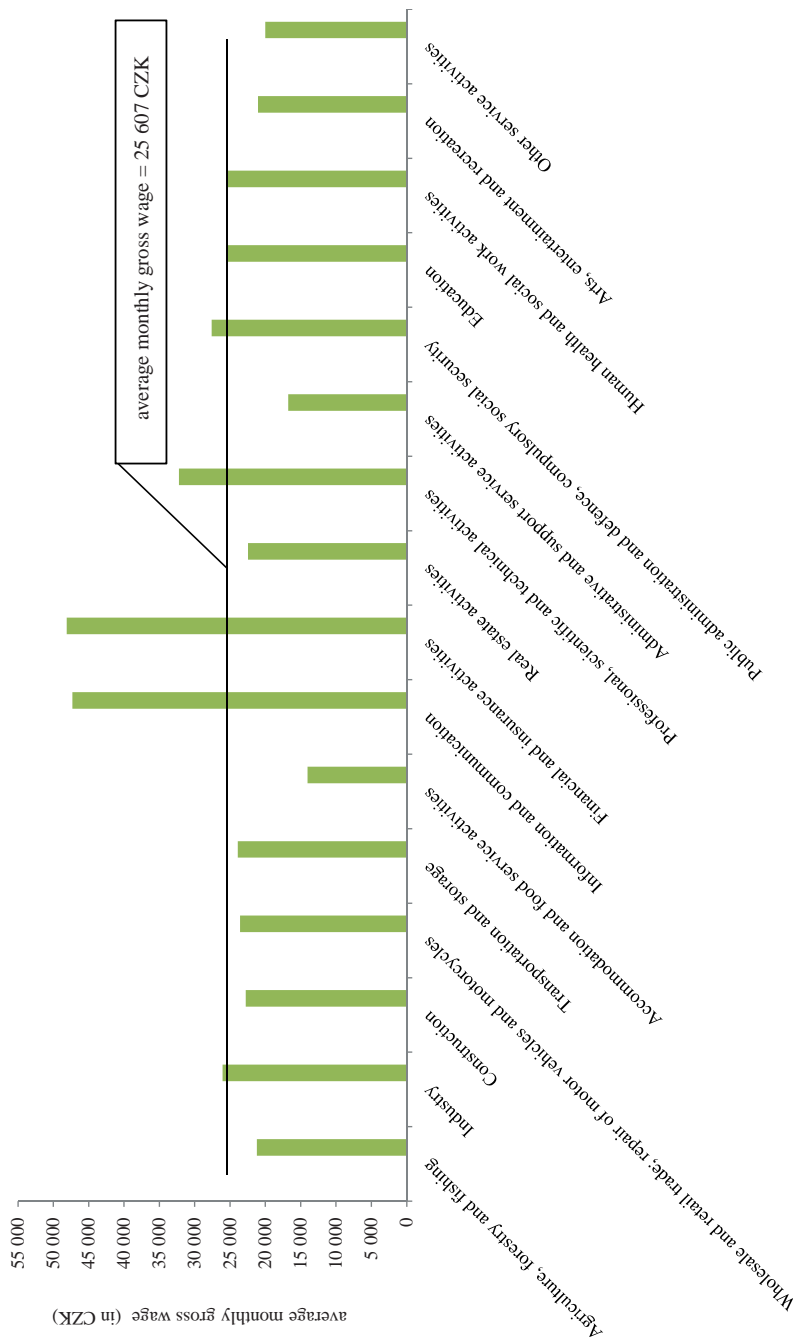 average monthly gross wage (in CZK)
55 000
50 000
45 000
40 000
35 000
30 000
25 000
20 000
15 000
10 000
5 000
0
average monthly gross wage = 25 607 CZK
Agriculture, forestry and fishing
Industry
Construction
Wholesale and retail trade; repair of motor vehicles and motorcycles
Transportation and storage
Accommodation and food service activities
Information and communication
Financial and insurance activities
Real estate activities
Professional, scientific and technical activities
Administrative and support service activities
Public administration and defence, compulsory social security
Education
Human health and social work activities
Arts, entertainment and recreation
Other service activities